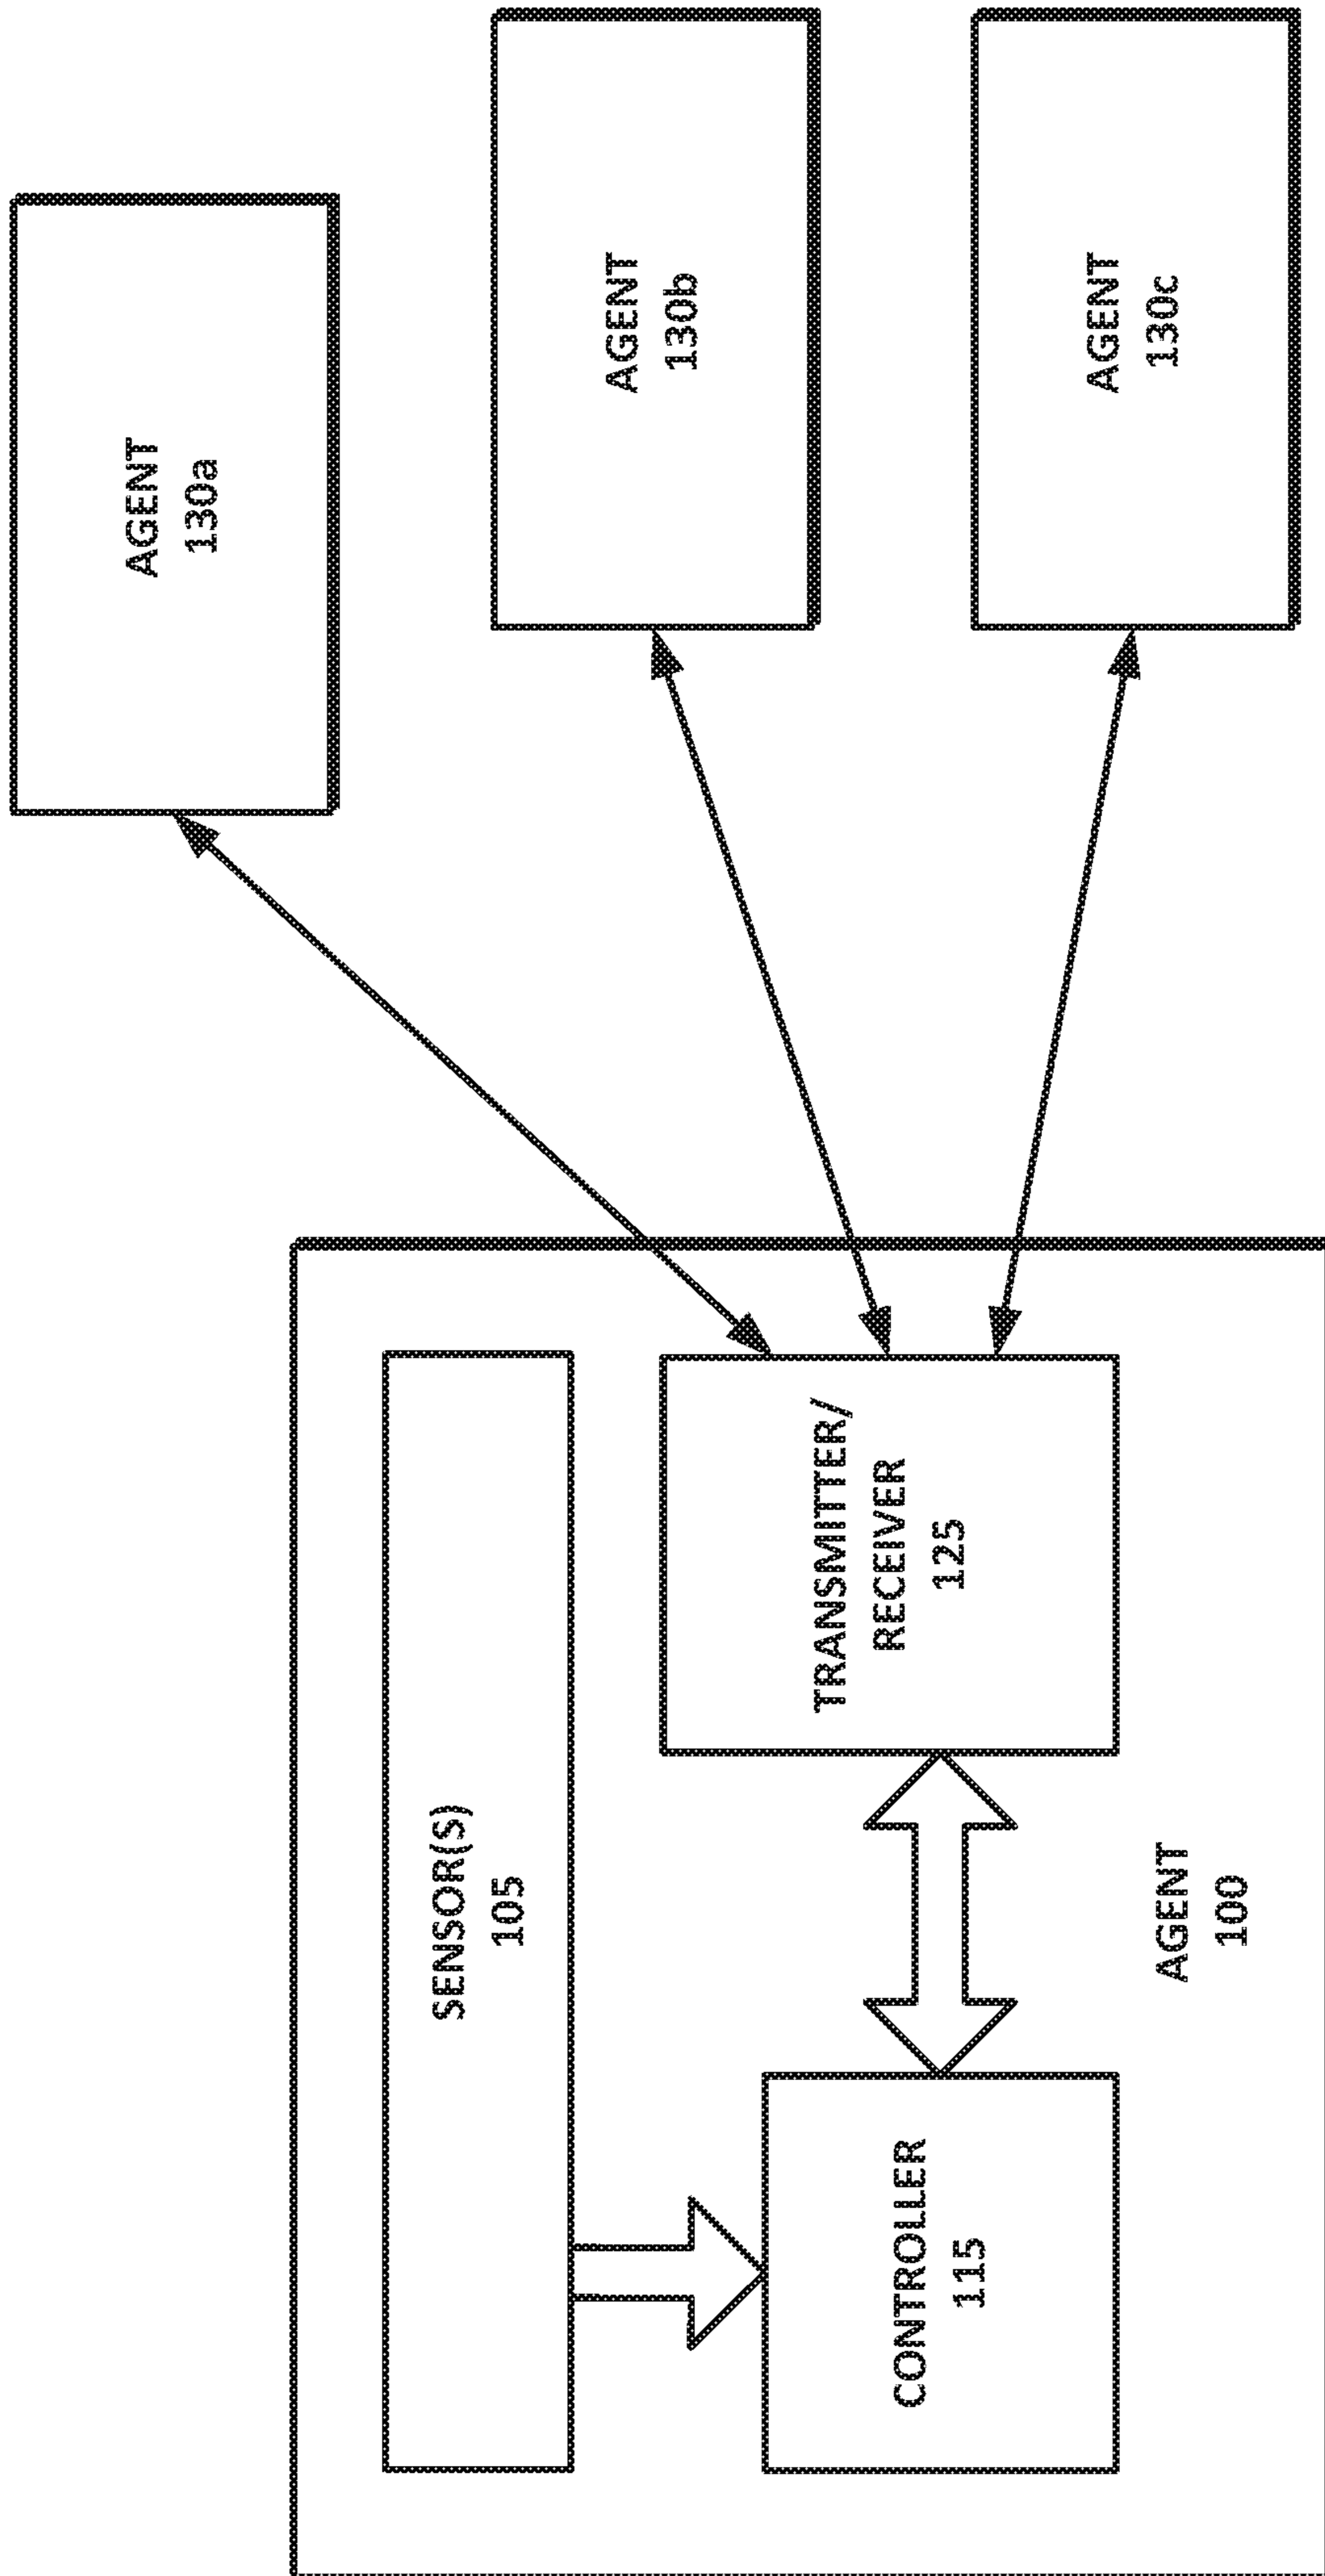 SENSOR(S)
105
CONTROLLER
115
TRANSMITTER/
RECEIVER
125
AGENT
100
AGENT
130a
AGENT
130b
AGENT
130c